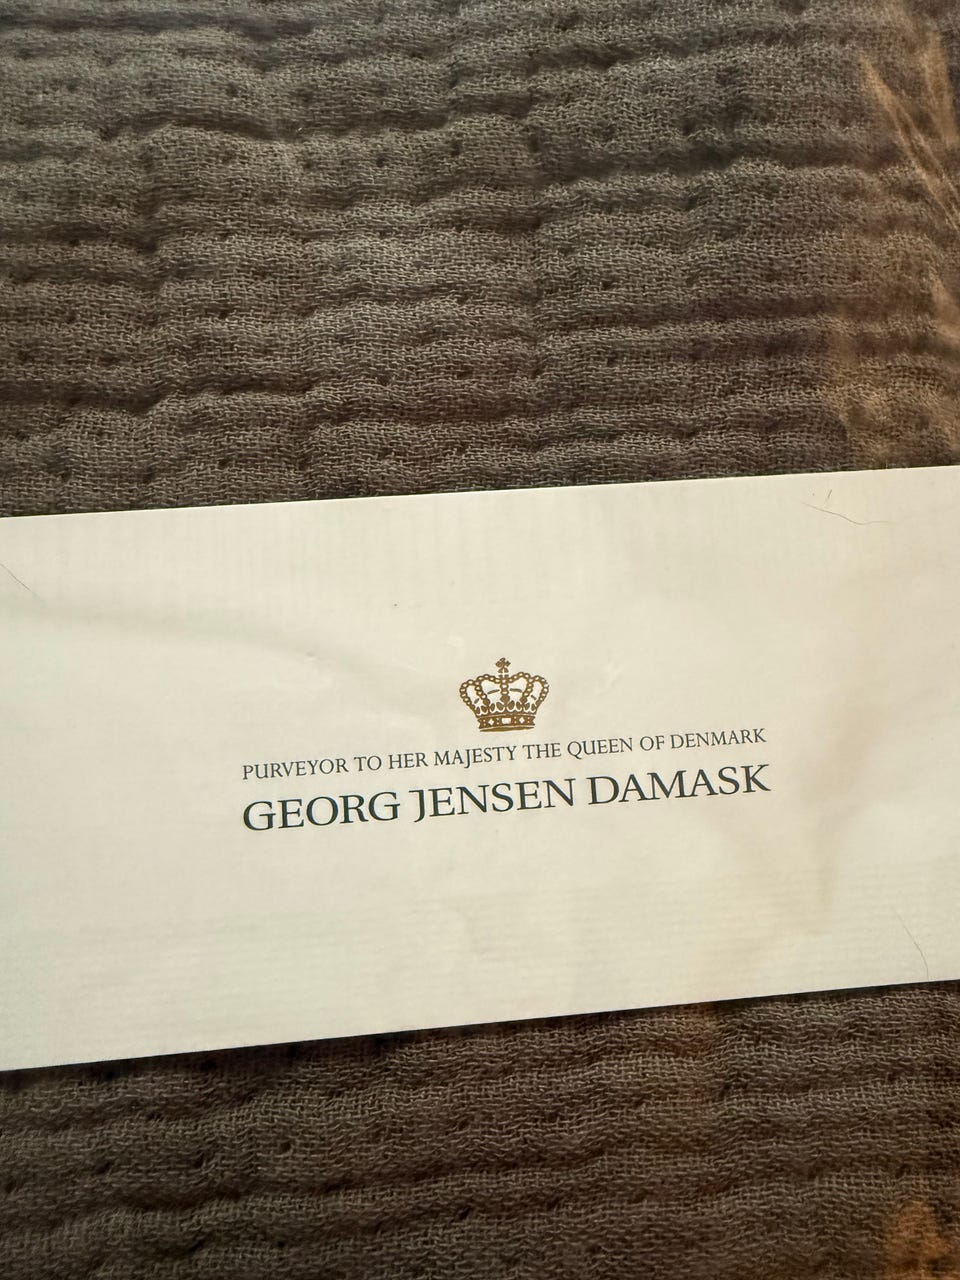 PURVEYOR TO HER MAJESTY THE QUEEN OF DENMARK
GEORG JENSEN DAMASK